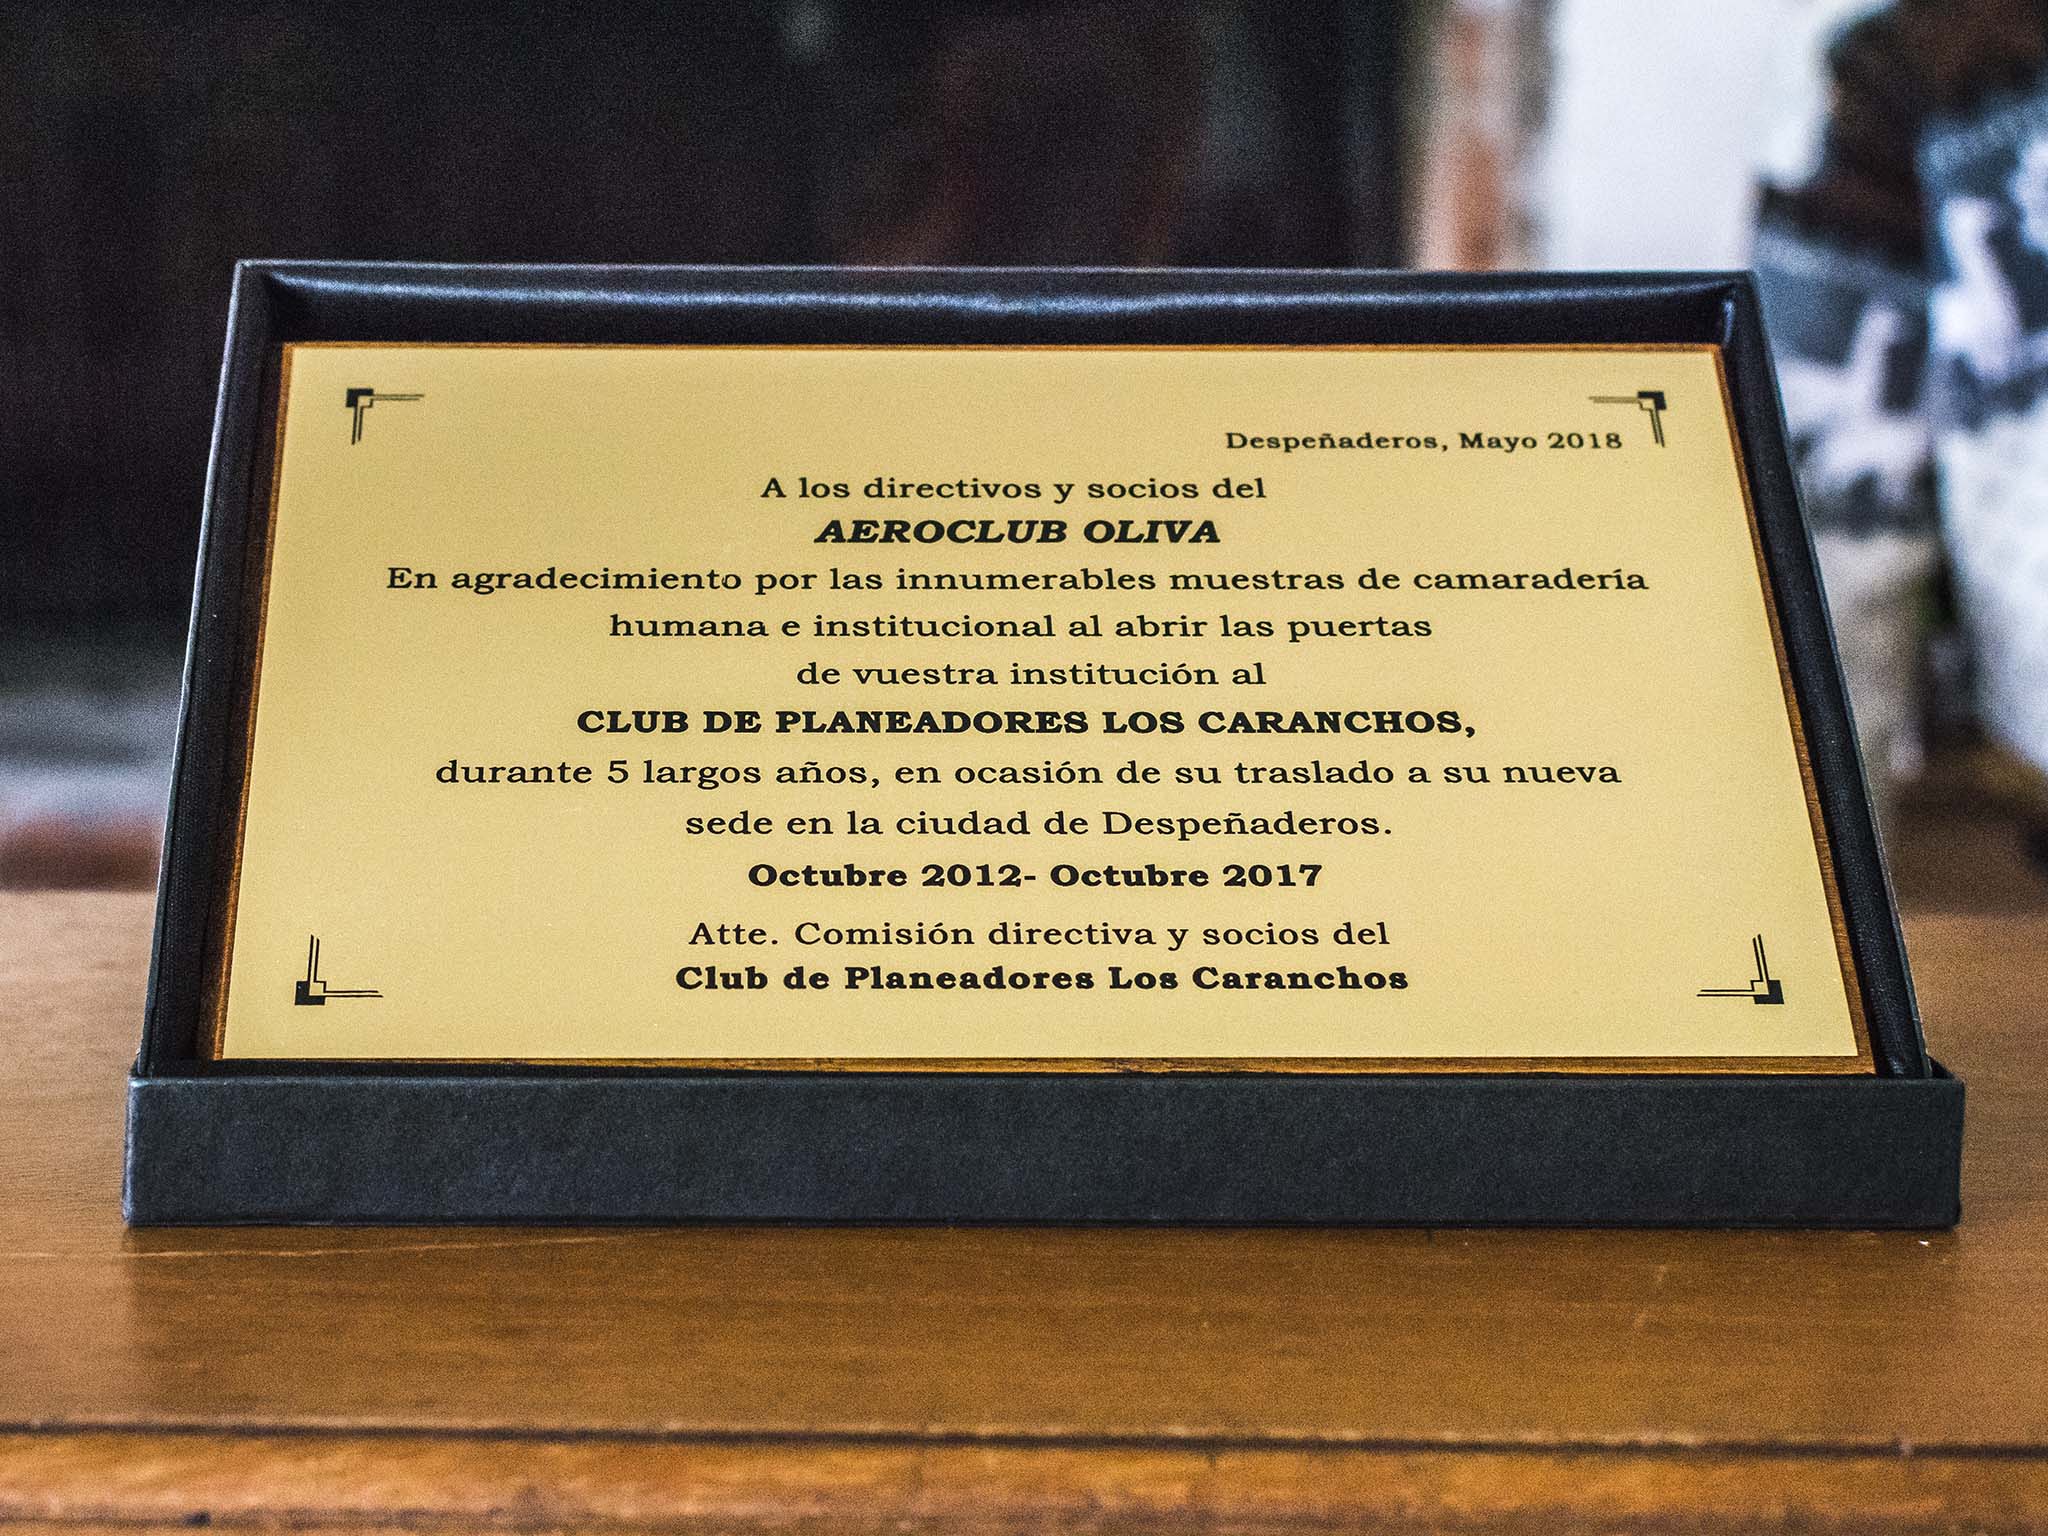 Despeñaderos, Mayo 2018
A los directivos y socios del
AEROCLUB OLIVA
En agradecimiento por las innumerables muestras de camaradería
humana e institucional al abrir las puertas
de vuestra institución al
CLUB DE PLANEADORES LOS CARANCHOS,
durante 5 largos años, en ocasión de su traslado a su nueva
sede en la ciudad de Despeñaderos.
Octubre 2012- Octubre 2017
Atte. Comisión directiva y socios del
Club de Planeadores Los Caranchos